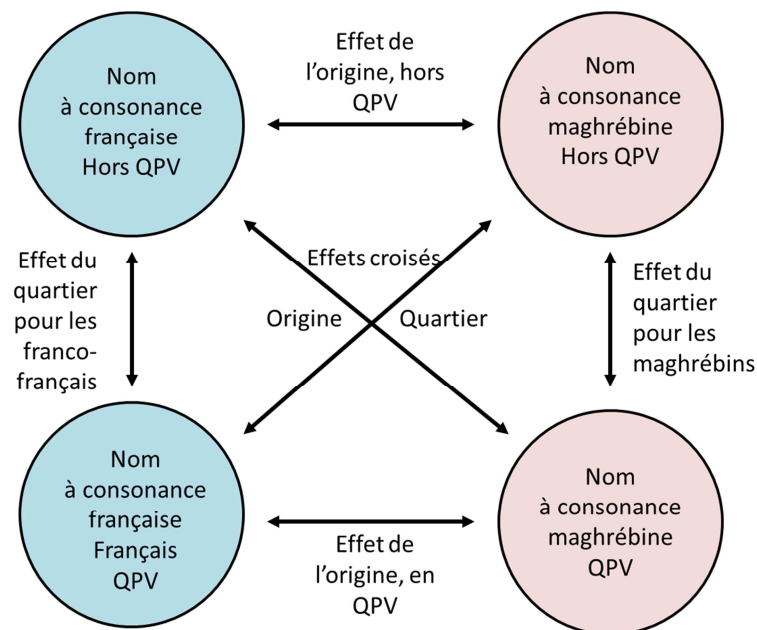 Nom
à consonance
française
Hors QPV
Effet de
l'origine, hors
QPV
Nom
à consonance
maghrébine
Hors QPV
Effet du
quartier
pour les
franco-
français
Effets croisés
Origine
Quartier
Effet du
quartier
pour les
maghrébins
Nom
à consonance
française
Français
QPV
Effet de
l'origine, en
QPV
Nom
à consonance
maghrébine
QPV